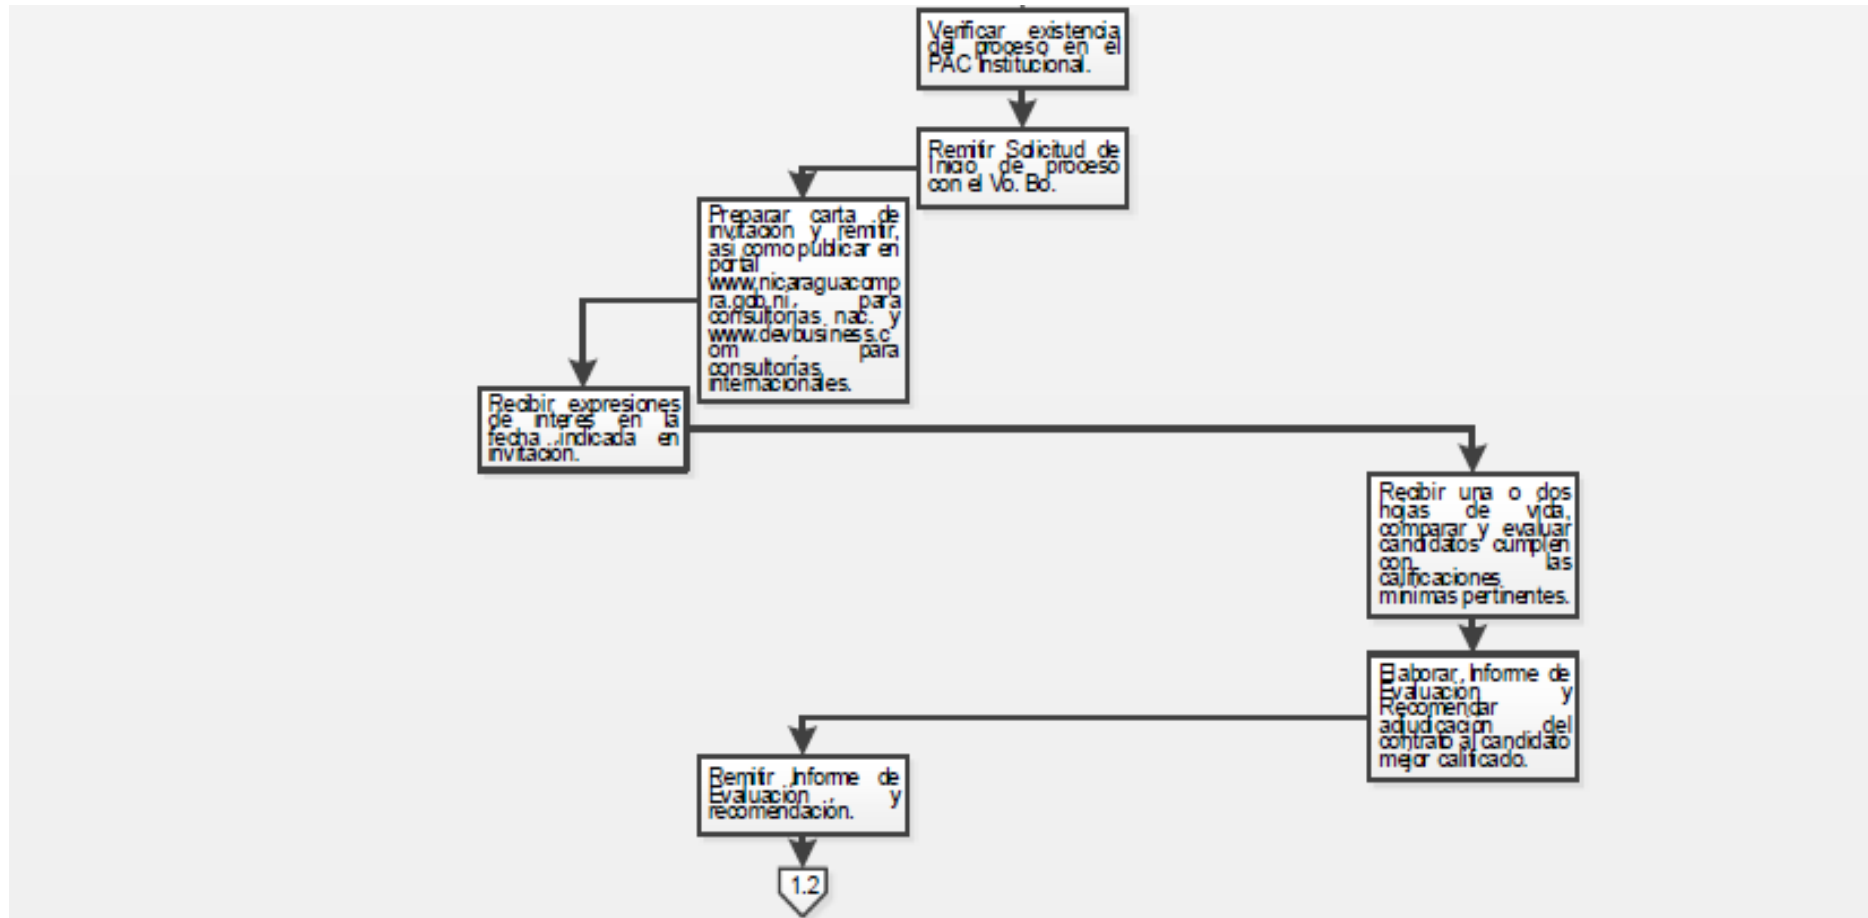 Verificar existencia
del proceso en el
PAC Institucional.
Remitir Solicitud de
Inicio de proceso
con el Vo. Bo.
Preparar carta de
invitación y remitir,
así como publicar en
portal
www.nicaraguacomp
ra.gob.ni, para
consultorías nac. y
www.devbusiness.c
om , para
consultorías
internacionales.
Recibir expresiones
de interés en la
fecha indicada en
invitación.
Recibir una o dos
hojas de vida,
comparar y evaluar
candidatos cumplen
con las
calificaciones
mínimas pertinentes.
Elaborar Informe de
Evaluación y
Recomendar
adjudicación del
contrato al candidato
mejor calificado.
Remitir Informe de
Evaluación y
recomendación.
1.2